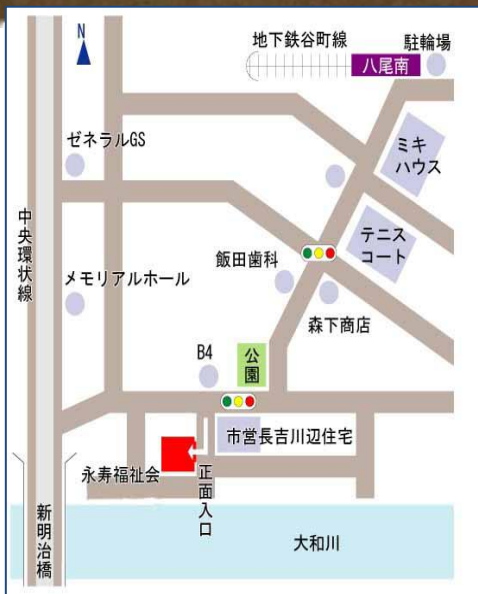 N
地下鉄谷町線
駐輪場
八尾南
ゼネラルGS
ミキ
ハウス
中央環状線
飯田歯科
テニス
コート
メモリアルホール
森下商店
B4
公園
市営長吉川辺住宅
永寿福祉会
正面入口
新明治橋
大和川